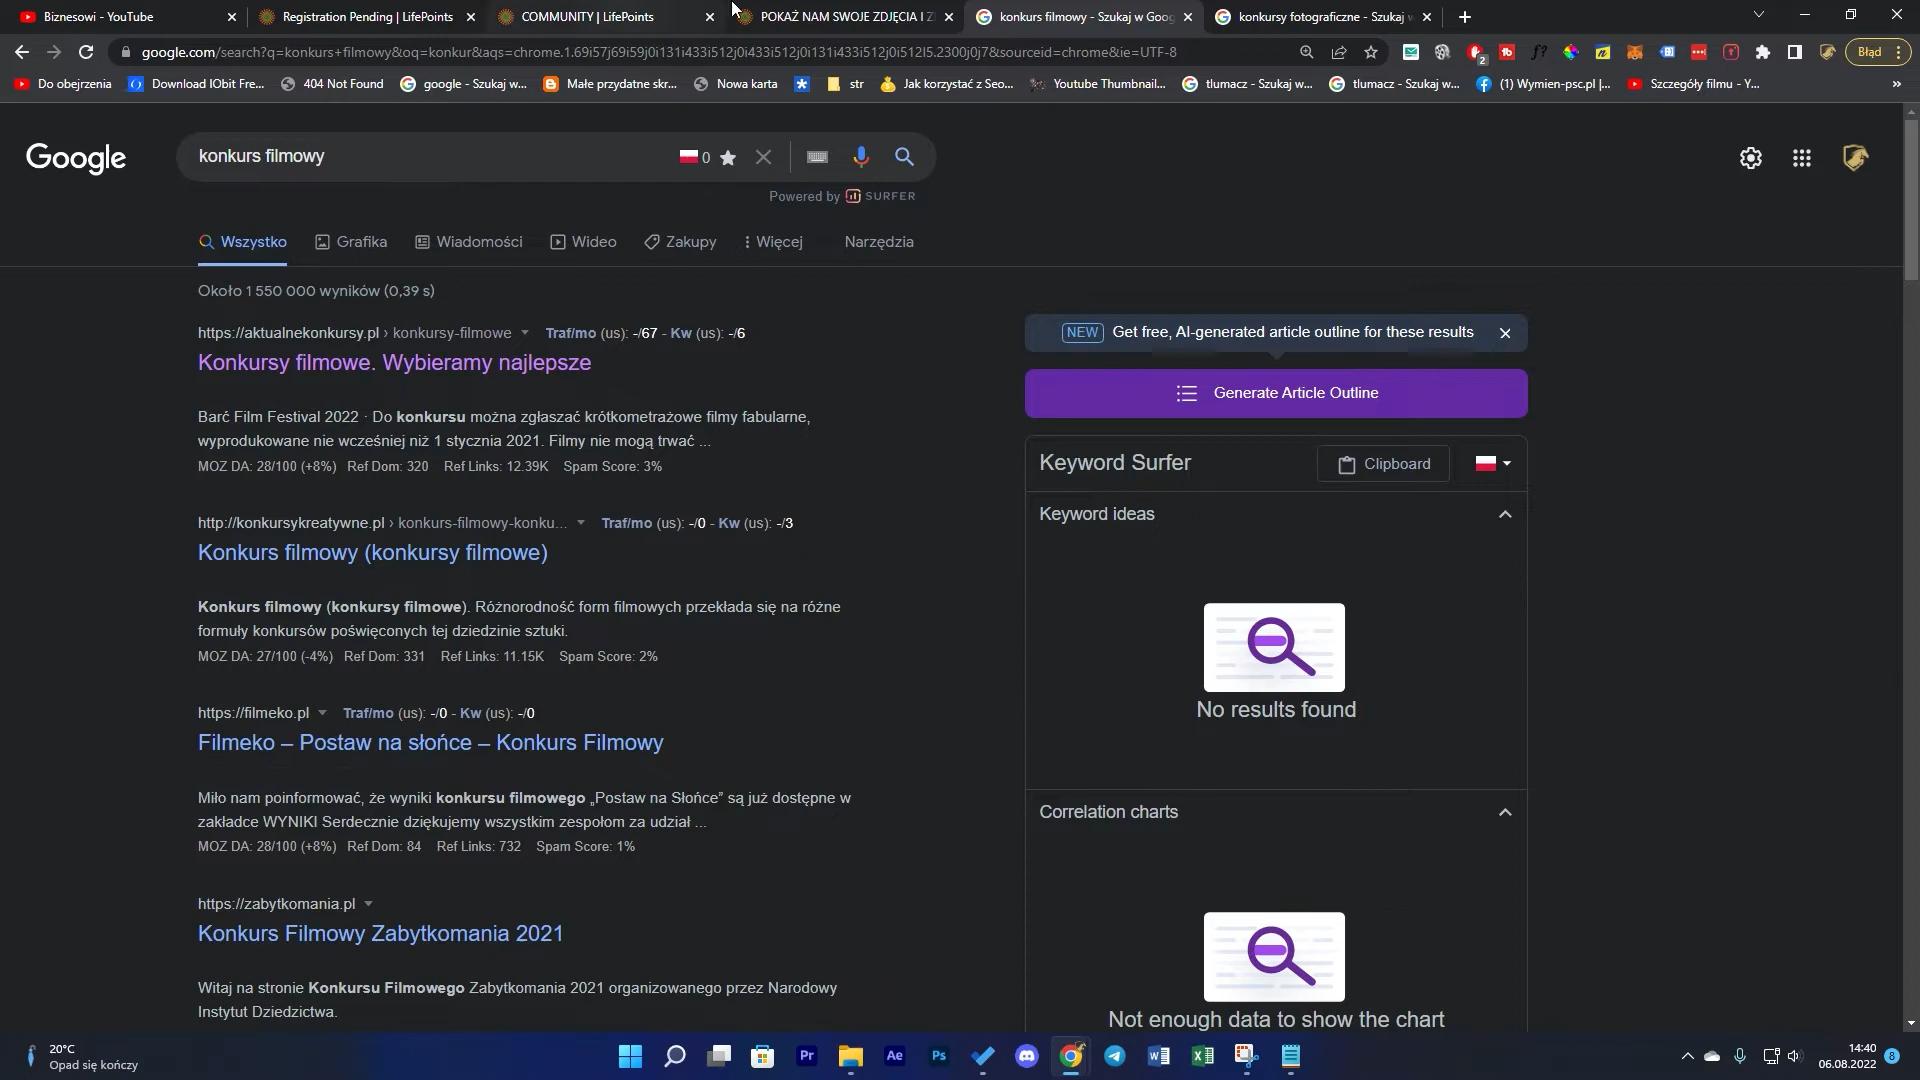 Biznesowi - YouTube
Registration Pending | LifePoints
COMMUNITY | LifePoints
POKAŻ NAM SWOJE ZDJĘCIA I Z
konkurs filmowy - Szukaj w Goog
konkursy fotograficzne - Szukaj w
google.com/search?q=konkurs+filmowy&oq=konkur&aqs=chrome.1.69i57j69i59j0i131i433i512j0i433i512j0i131i433i512j0i512l5.2300j0j7&sourceid=chrome&ie=UTF-8
2
Błąd
Do obejrzenia
Download IObit Fre...
404 Not Found
google - Szukaj w...
Małe przydatne skr...
Nowa karta
str
Jak korzystać z Seo...
Youtube Thumbnail...
tlumacz - Szukaj w...
tlumacz - Szukaj w...
(1) Wymien-psc.pl |...
Szczegóły filmu - Y...
»
Google
konkurs filmowy
0
Powered by SURFER
Wszystko
Grafika
Wiadomości
Wideo
Zakupy
Więcej
Narzędzia
Około 1 550 000 wyników (0,39 s)
https://aktualnekonkursy.pl › konkursy-filmowe Traf/mo (us): -/67 - Kw (us): -/6
Konkursy filmowe. Wybieramy najlepsze
Barć Film Festival 2022 · Do konkursu można zgłaszać krótkometrażowe filmy fabularne,
wyprodukowane nie wcześniej niż 1 stycznia 2021. Filmy nie mogą trwać ...
MOZ DA: 28/100 (+8%) Ref Dom: 320 Ref Links: 12.39K Spam Score: 3%
http://konkursykreatywne.pl › konkurs-filmowy-konku... Traf/mo (us): -/0 - Kw (us): -/3
Konkurs filmowy (konkursy filmowe)
Konkurs filmowy (konkursy filmowe). Różnorodność form filmowych przekłada się na różne
formuły konkursów poświęconych tej dziedzinie sztuki.
MOZ DA: 27/100 (-4%) Ref Dom: 331 Ref Links: 11.15K Spam Score: 2%
https://filmeko.pl Traf/mo (us): -/0 - Kw (us): -/0
Filmeko – Postaw na słońce – Konkurs Filmowy
Miło nam poinformować, że wyniki konkursu filmowego „Postaw na Słońce” są już dostępne w
zakładce WYNIKI Serdecznie dziękujemy wszystkim zespołom za udział ...
MOZ DA: 28/100 (+8%) Ref Dom: 84 Ref Links: 732 Spam Score: 1%
https://zabytkomania.pl
Konkurs Filmowy Zabytkomania 2021
Witaj na stronie Konkursu Filmowego Zabytkomania 2021 organizowanego przez Narodowy
Instytut Dziedzictwa.
NEW Get free, AI-generated article outline for these results
Generate Article Outline
Keyword Surfer
Clipboard
Keyword ideas
No results found
Correlation charts
Not enough data to show the chart
20°C
Opad się kończy
Pr
Ae
Ps
14:40
06.08.2022
8